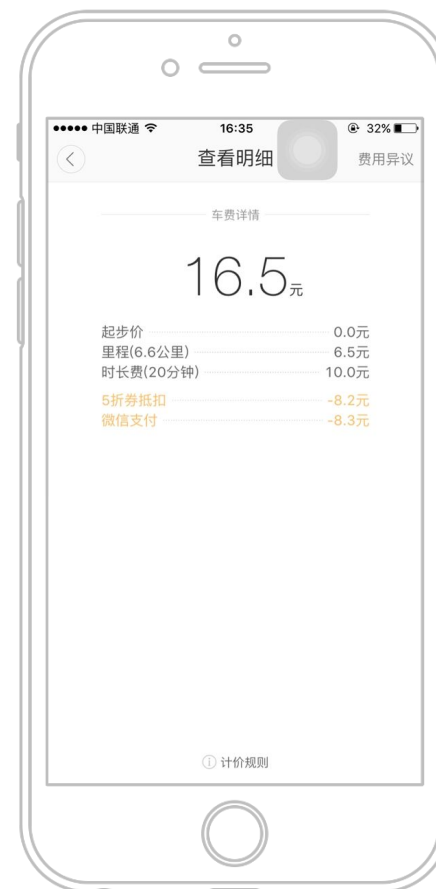 中国联通 16:35 32%
查看明细 费用异议
车费详情
16.5元
起步价 0.0元
里程(6.6公里) 6.5元
时长费(20分钟) 10.0元
5折券抵扣 -8.2元
微信支付 -8.3元
计价规则